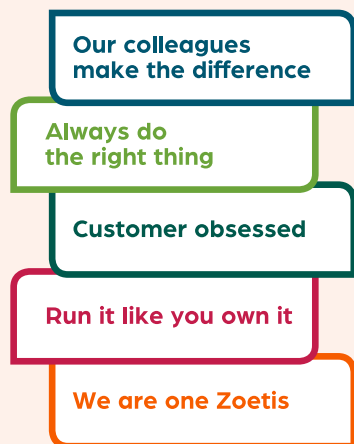 Our colleagues
make the difference
Always do
the right thing
Customer obsessed
Run it like you own it
We are one Zoetis